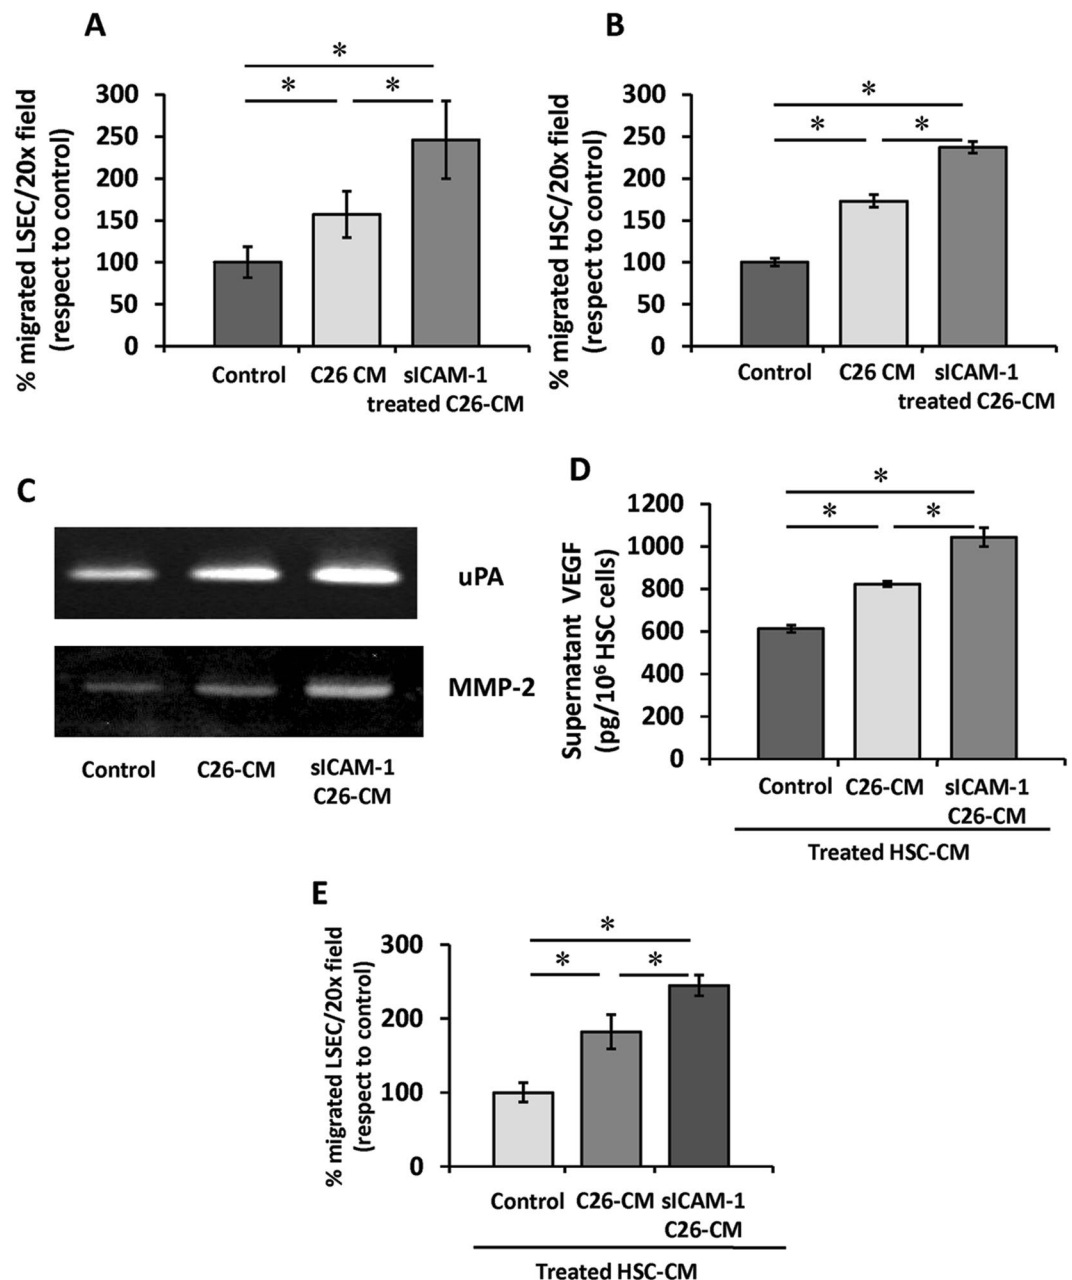 A
*
*
*
% migrated LSEC/20x field
(respect to control)
300
250
200
150
100
50
0
Control
C26 CM
sICAM-1
treated C26-CM
B
*
*
*
% migrated HSC/20x field
(respect to control)
300
250
200
150
100
50
0
Control
C26 CM
sICAM-1
treated C26-CM
C
uPA
MMP-2
Control
C26-CM
sICAM-1
C26-CM
D
*
*
*
Supernatant VEGF
(pg/10⁶ HSC cells)
1200
1000
800
600
400
200
0
Control
C26-CM
sICAM-1
C26-CM
Treated HSC-CM
E
*
*
*
% migrated LSEC/20x field
(respect to control)
300
200
100
0
Control
C26-CM
sICAM-1
C26-CM
Treated HSC-CM